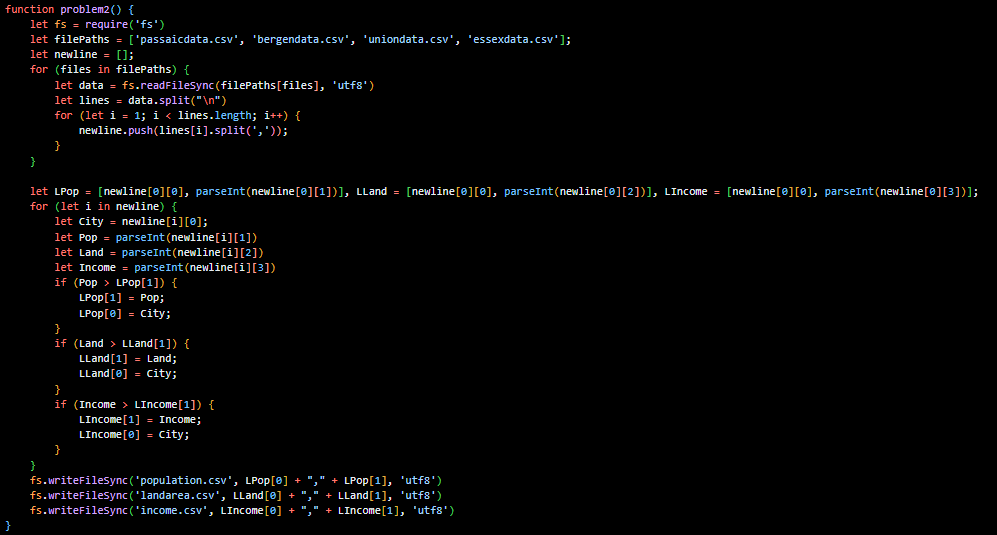 function problem2() {
    let fs = require('fs')
    let filePaths = ['passaicdata.csv', 'bergendata.csv', 'uniondata.csv', 'essexdata.csv'];
    let newline = [];
    for (files in filePaths) {
        let data = fs.readFileSync(filePaths[files], 'utf8')
        let lines = data.split("\n")
        for (let i = 1; i < lines.length; i++) {
            newline.push(lines[i].split(','));
        }
    }

    let LPop = [newline[0][0], parseInt(newline[0][1])], LLand = [newline[0][0], parseInt(newline[0][2])], LIncome = [newline[0][0], parseInt(newline[0][3])];
    for (let i in newline) {
        let City = newline[i][0];
        let Pop = parseInt(newline[i][1])
        let Land = parseInt(newline[i][2])
        let Income = parseInt(newline[i][3])
        if (Pop > LPop[1]) {
            LPop[1] = Pop;
            LPop[0] = City;
        }
        if (Land > LLand[1]) {
            LLand[1] = Land;
            LLand[0] = City;
        }
        if (Income > LIncome[1]) {
            LIncome[1] = Income;
            LIncome[0] = City;
        }
    }
    fs.writeFileSync('population.csv', LPop[0] + "," + LPop[1], 'utf8')
    fs.writeFileSync('landarea.csv', LLand[0] + "," + LLand[1], 'utf8')
    fs.writeFileSync('income.csv', LIncome[0] + "," + LIncome[1], 'utf8')
}